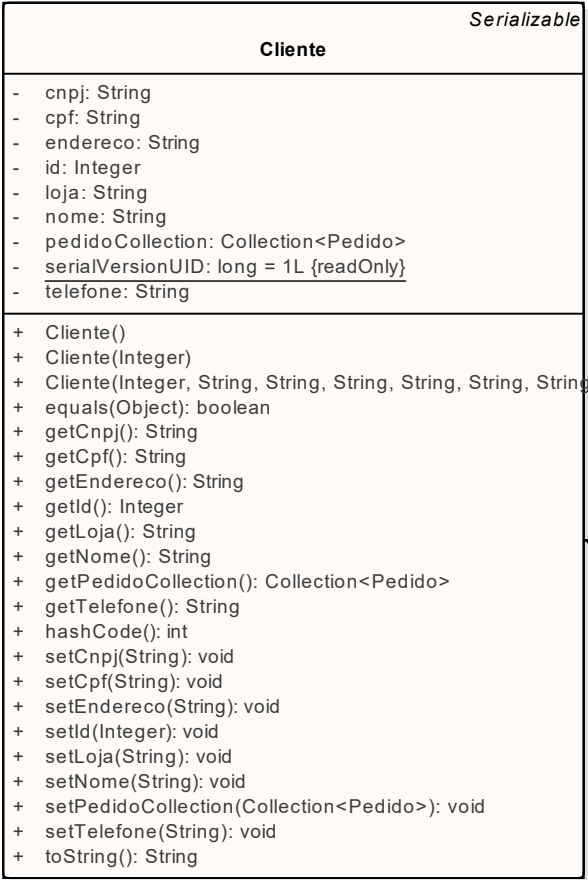 Serializable
Cliente
- cnpj: String
- cpf: String
- endereco: String
- id: Integer
- loja: String
- nome: String
- pedidoCollection: Collection<Pedido>
- serialVersionUID: long = 1L {readOnly}
- telefone: String
+ Cliente()
+ Cliente(Integer)
+ Cliente(Integer, String, String, String, String, String, String
+ equals(Object): boolean
+ getCnpj(): String
+ getCpf(): String
+ getEndereco(): String
+ getId(): Integer
+ getLoja(): String
+ getNome(): String
+ getPedidoCollection(): Collection<Pedido>
+ getTelefone(): String
+ hashCode(): int
+ setCnpj(String): void
+ setCpf(String): void
+ setEndereco(String): void
+ setId(Integer): void
+ setLoja(String): void
+ setNome(String): void
+ setPedidoCollection(Collection<Pedido>): void
+ setTelefone(String): void
+ toString(): String